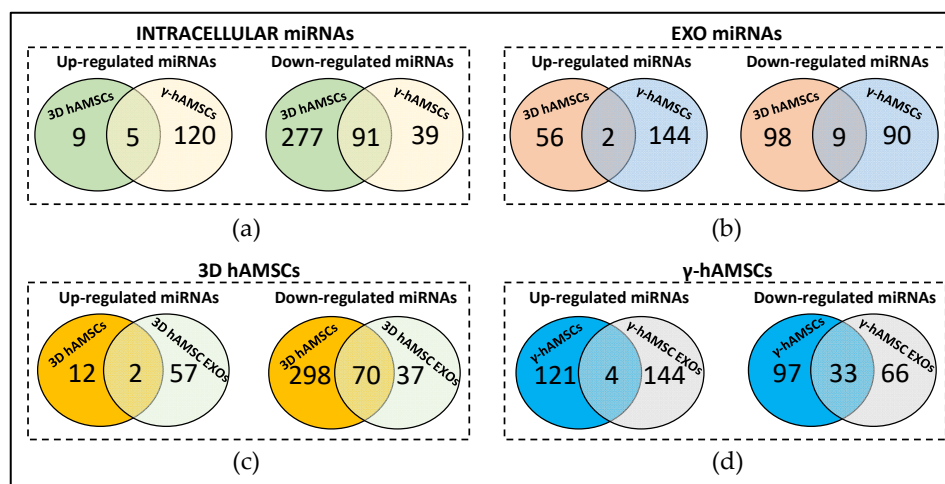 INTRACELLULAR miRNAs
Up-regulated miRNAs
3D hAMSCs
γ-hAMSCs
9 5 120
Down-regulated miRNAs
3D hAMSCs
γ-hAMSCs
277 91 39
(a)
EXO miRNAs
Up-regulated miRNAs
3D hAMSCs
γ-hAMSCs
56 2 144
Down-regulated miRNAs
3D hAMSCs
γ-hAMSCs
98 9 90
(b)
3D hAMSCs
Up-regulated miRNAs
3D hAMSCs
3D hAMSC EXOs
12 2 57
Down-regulated miRNAs
3D hAMSCs
3D hAMSC EXOs
298 70 37
(c)
γ-hAMSCs
Up-regulated miRNAs
γ-hAMSCs
γ-hAMSC EXOs
121 4 144
Down-regulated miRNAs
γ-hAMSCs
γ-hAMSC EXOs
97 33 66
(d)